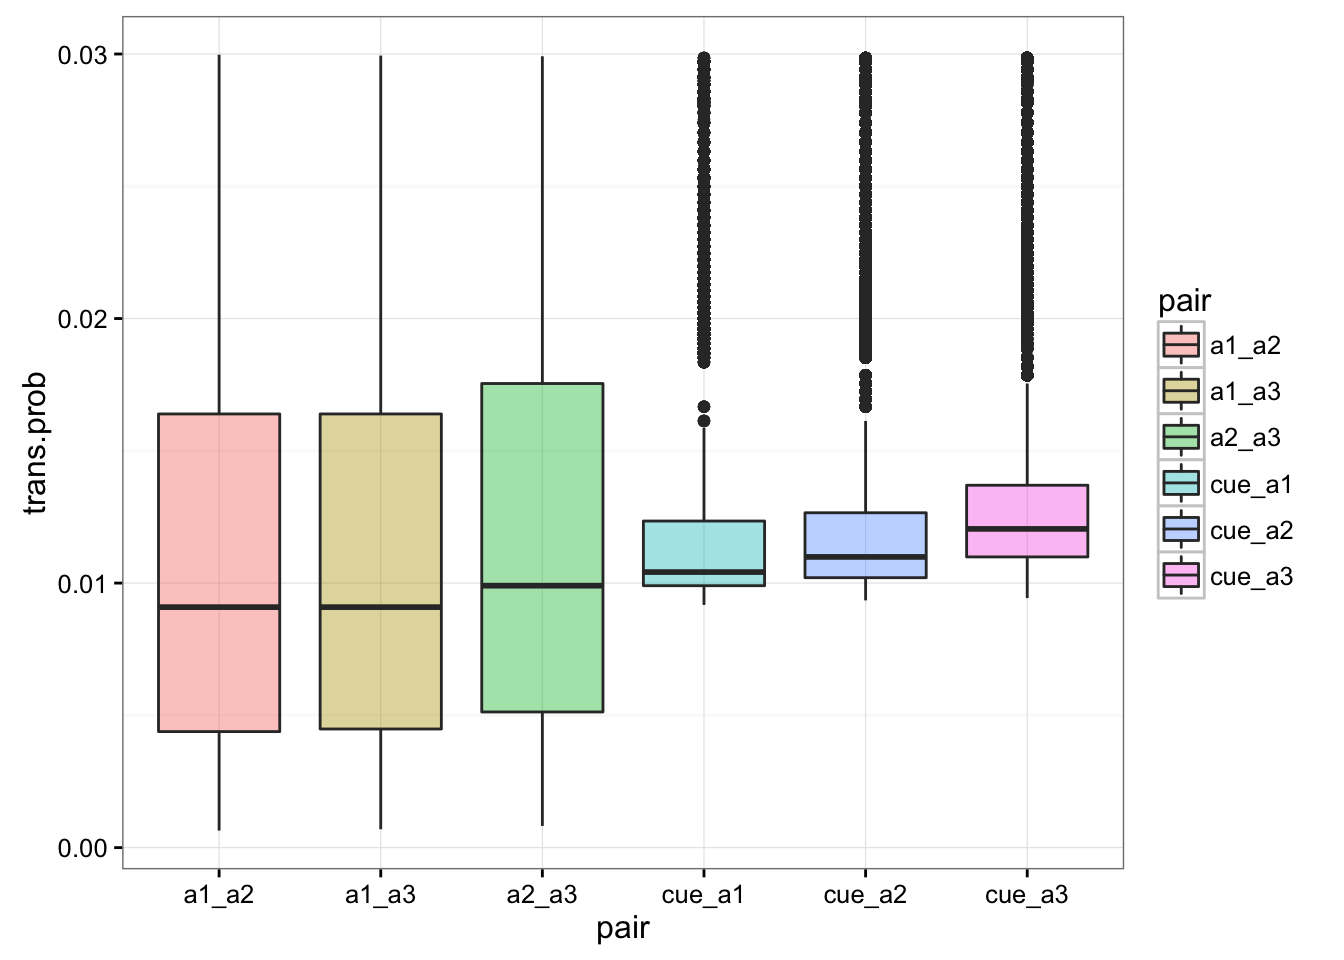 trans.prob
0.03
0.02
0.01
0.00
a1_a2 a1_a3 a2_a3 cue_a1 cue_a2 cue_a3
pair
pair
a1_a2
a1_a3
a2_a3
cue_a1
cue_a2
cue_a3